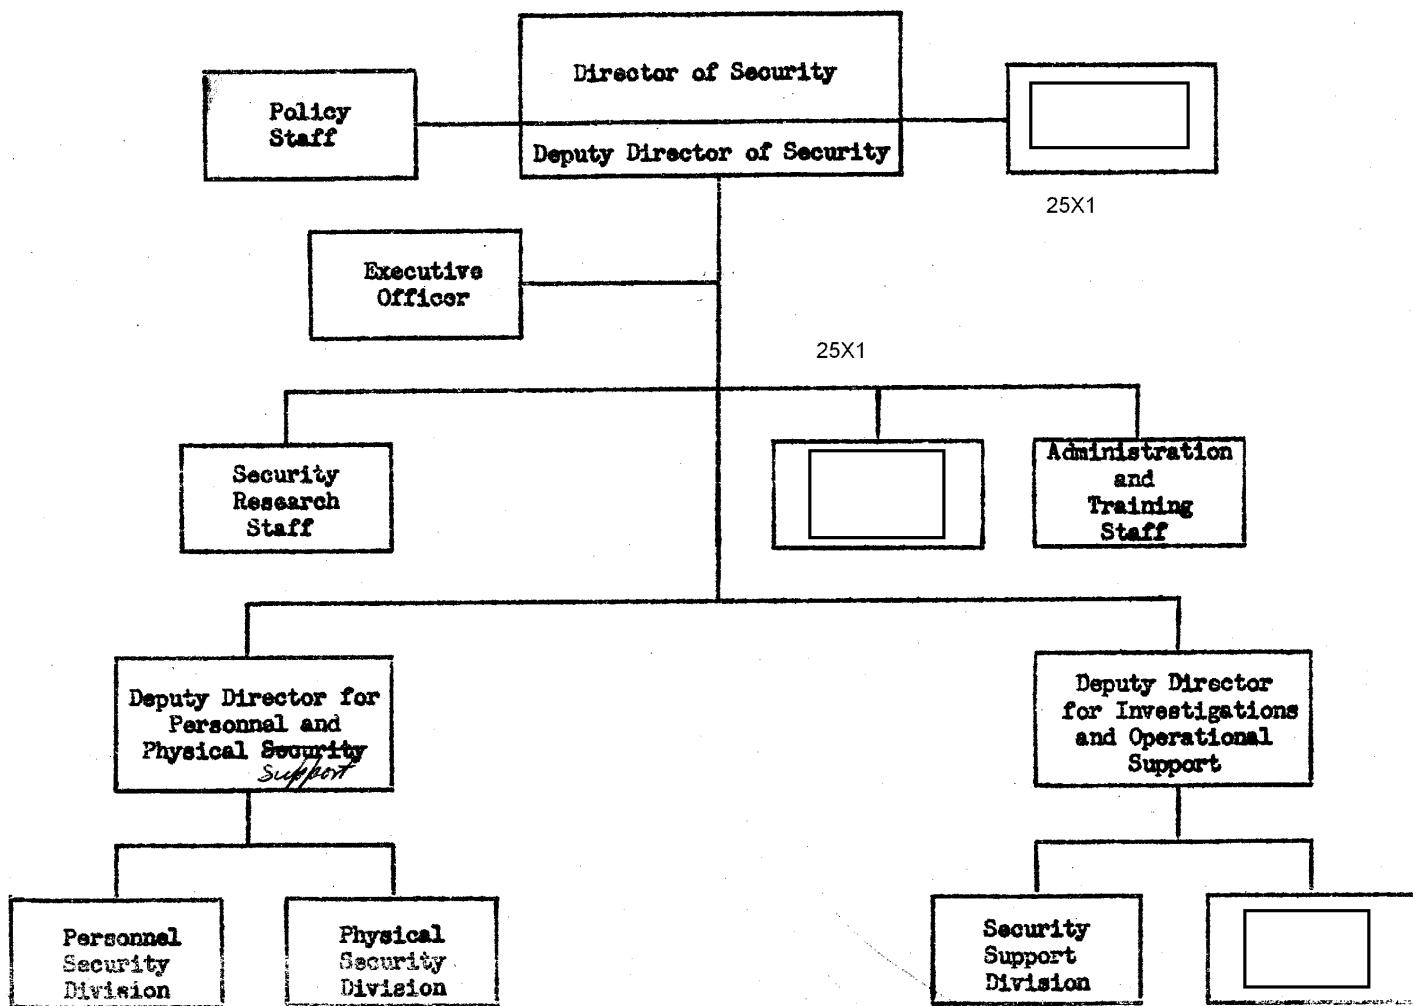 Director of Security
Policy
Staff
Deputy Director of Security
25X1
Executive
Officer
25X1
Security
Research
Staff
Administration
and
Training
Staff
Deputy Director for
Personnel and
Physical Security
Support
Deputy Director
for Investigations
and Operational
Support
Personnel
Security
Division
Physical
Security
Division
Security
Support
Division